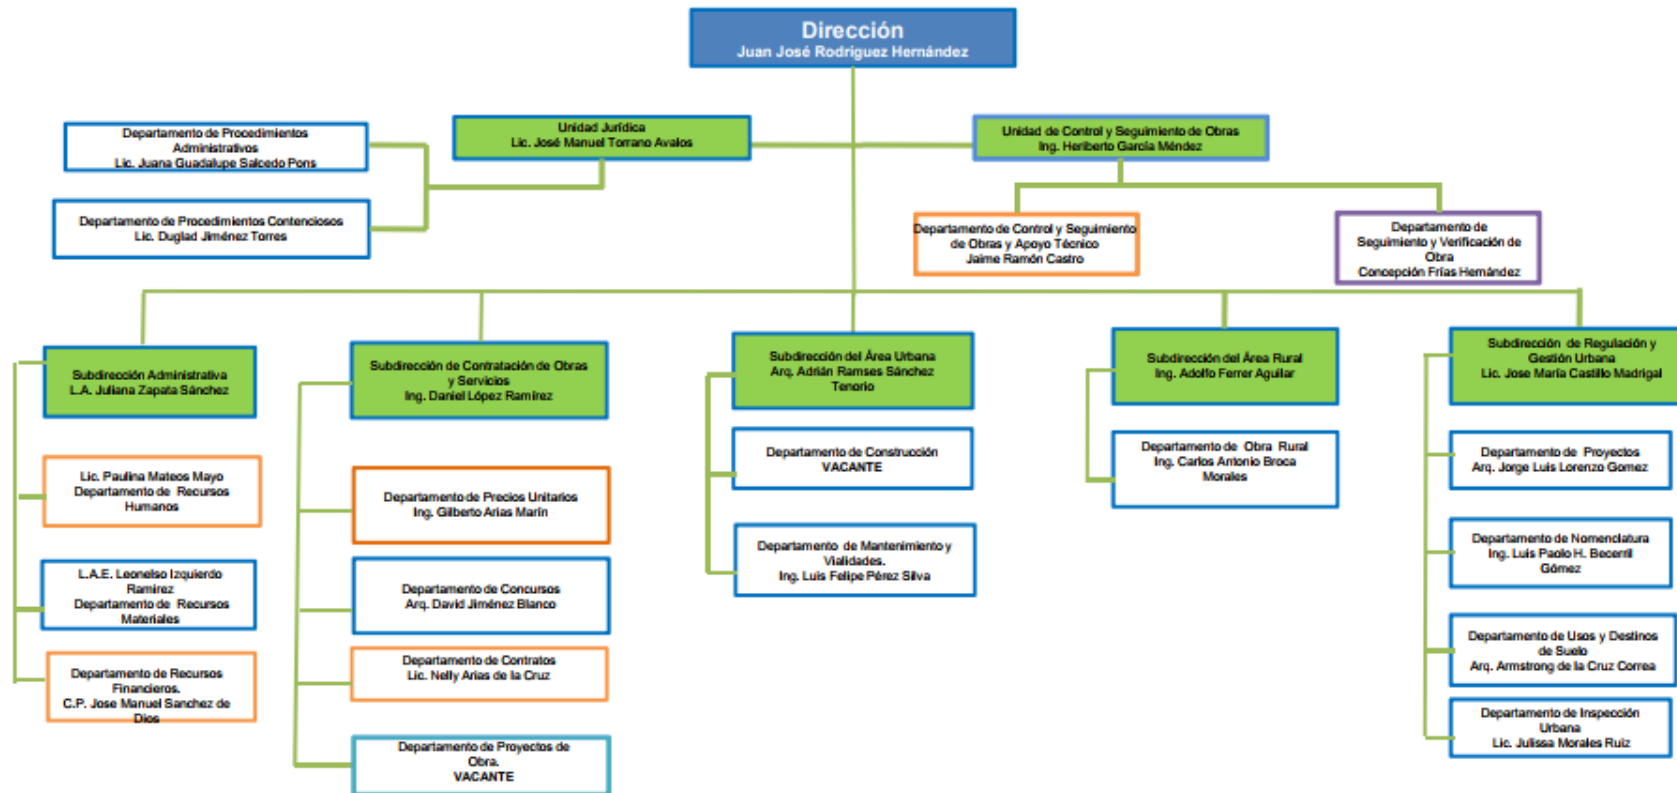 Dirección
Juan José Rodríguez Hernández
Departamento de Procedimientos
Administrativos
Lic. Juana Guadalupe Salcedo Pons
Unidad Jurídica
Lic. José Manuel Torrano Avalos
Unidad de Control y Seguimiento de Obras
Ing. Heriberto García Méndez
Departamento de Procedimientos Contenciosos
Lic. Duglad Jiménez Torres
Departamento de Control y Seguimiento
de Obras y Apoyo Técnico
Jaime Ramón Castro
Departamento de
Seguimiento y Verificación de
Obra
Concepción Frías Hernández
Subdirección Administrativa
L.A. Juliana Zapata Sánchez
Subdirección de Contratación de Obras
y Servicios
Ing. Daniel López Ramírez
Subdirección del Área Urbana
Arq. Adrián Ramses Sánchez
Tenorio
Subdirección del Área Rural
Ing. Adolfo Ferrer Aguilar
Subdirección de Regulación y
Gestión Urbana
Lic. Jose María Castillo Madrigal
Lic. Paulina Mateos Mayo
Departamento de Recursos
Humanos
L.A.E. Leonelso Izquierdo
Ramirez
Departamento de Recursos
Materiales
Departamento de Recursos
Financieros.
C.P. Jose Manuel Sanchez de
Dios
Departamento de Precios Unitarios
Ing. Gilberto Arias Marín
Departamento de Concursos
Arq. David Jiménez Blanco
Departamento de Contratos
Lic. Nelly Arias de la Cruz
Departamento de Proyectos de
Obra.
VACANTE
Departamento de Construcción
VACANTE
Departamento de Mantenimiento y
Vialidades.
Ing. Luis Felipe Pérez Silva
Departamento de Obra Rural
Ing. Carlos Antonio Broca
Morales
Departamento de Proyectos
Arq. Jorge Luis Lorenzo Gomez
Departamento de Nomenclatura
Ing. Luis Paolo H. Becerril
Gómez
Departamento de Usos y Destinos
de Suelo
Arq. Armstrong de la Cruz Correa
Departamento de Inspección
Urbana
Lic. Julissa Morales Ruiz